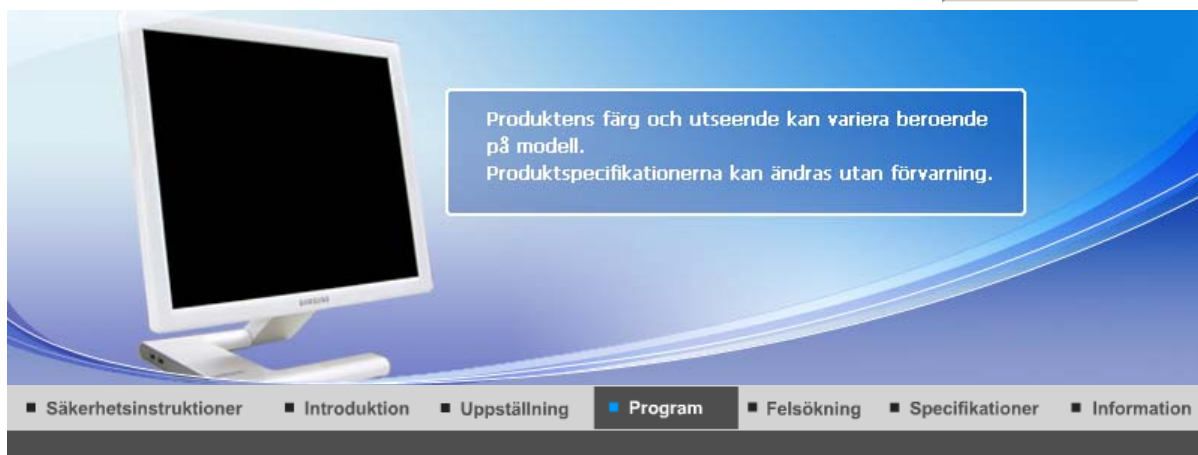 Produktens färg och utseende kan variera beroende
på modell.
Produktspecifikationerna kan ändras utan förvarning.
SAMSUNG
Säkerhetsinstruktioner
Introduktion
Uppställning
Program
Felsökning
Specifikationer
Information